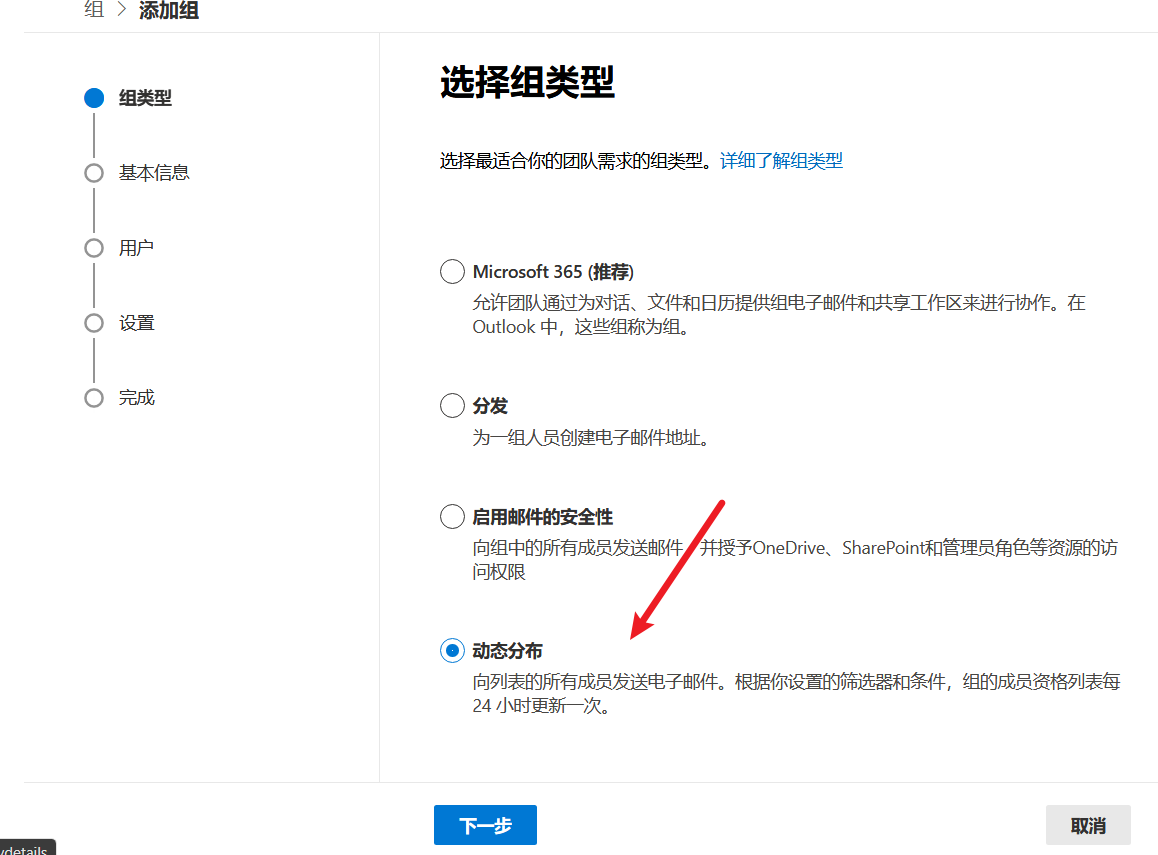 组 > 添加组
选择组类型
组类型
基本信息
用户
设置
完成
选择最适合你的团队需求的组类型。详细了解组类型
Microsoft 365 (推荐)
允许团队通过为对话、文件和日历提供组电子邮件和共享工作区来进行协作。在
Outlook 中，这些组称为组。
分发
为一组人员创建电子邮件地址。
启用邮件的安全性
向组中的所有成员发送邮件，并授予OneDrive、SharePoint和管理员角色等资源的访
问权限
动态分布
向列表的所有成员发送电子邮件。根据你设置的筛选器和条件，组的成员资格列表每
24 小时更新一次。
下一步
取消